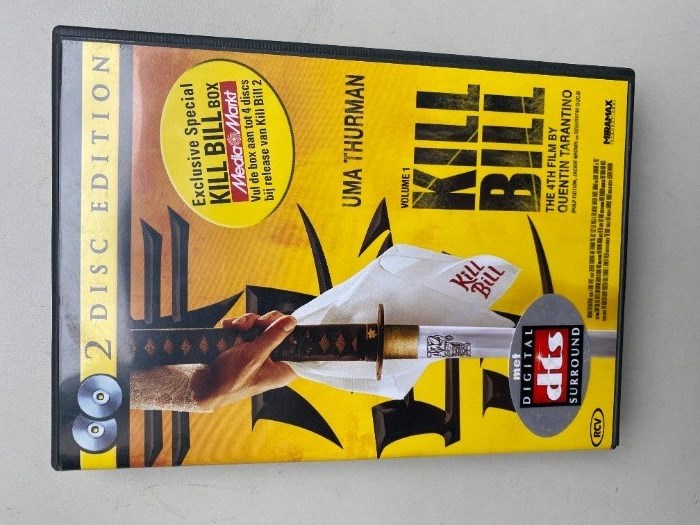 2 DISC EDITION
Exclusive Special
KILL BILL BOX
Media Markt
Vul de box aan tot 4 discs
bij release van Kill Bill 2
UMA THURMAN
VOLUME 1
KILL
BILL
THE 4TH FILM BY
QUENTIN TARANTINO
MIRAMAX
Kill
Bill
met
DIGITAL
dts
SURROUND
RCV